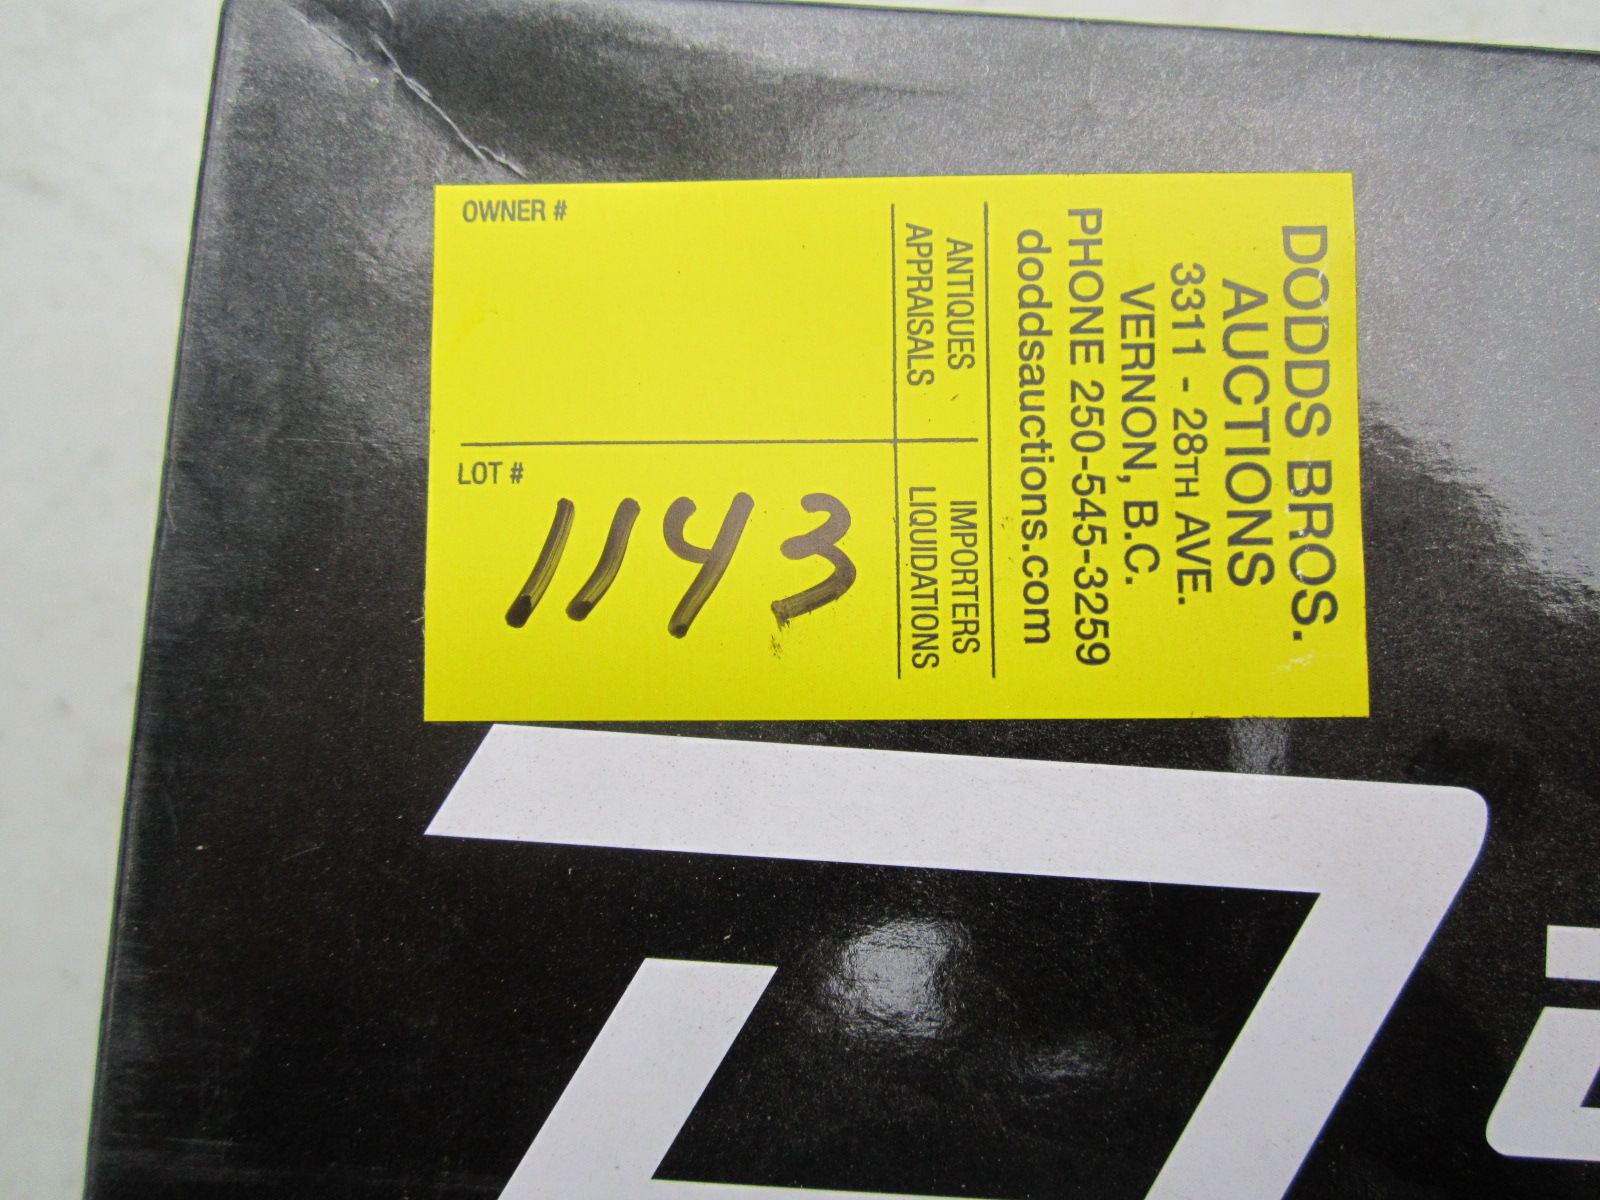 DODDS BROS.
AUCTIONS
3311 - 28TH AVE.
VERNON, B.C.
PHONE 250-545-3259
doddsauctions.com
ANTIQUES IMPORTERS
APPRAISALS LIQUIDATIONS
OWNER #
LOT #
1143